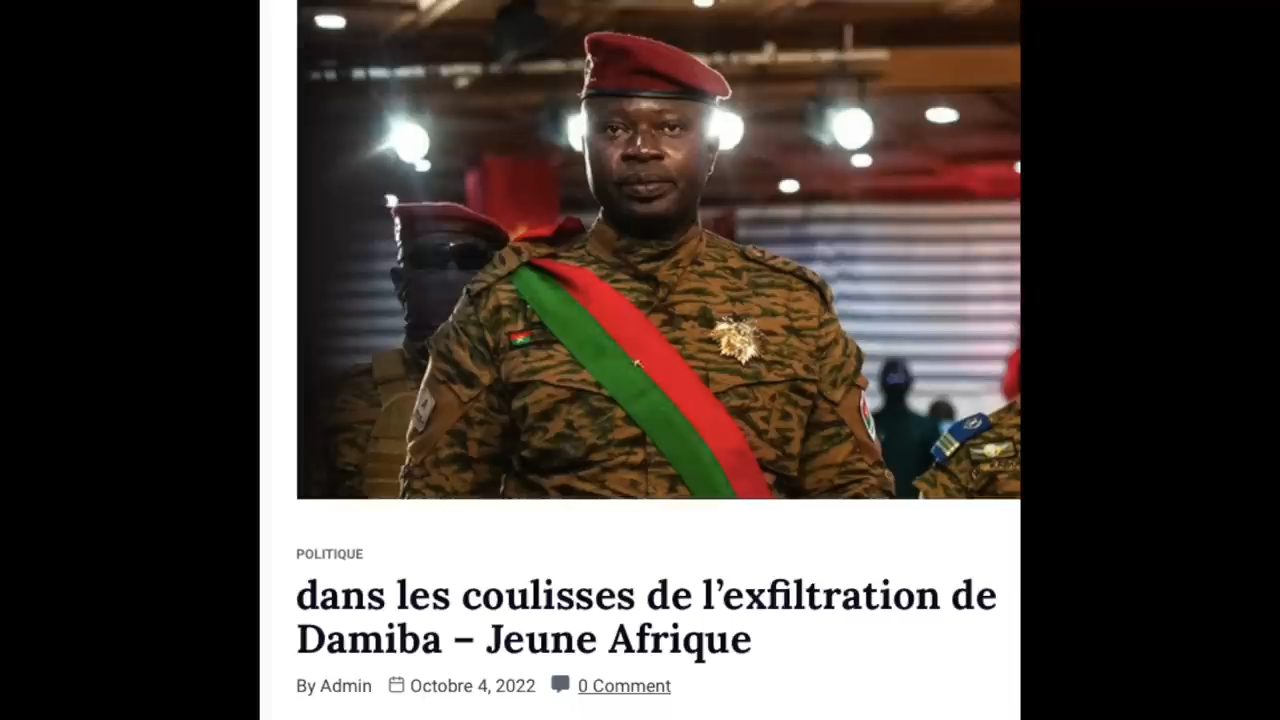 POLITIQUE
dans les coulisses de l’exfiltration de
Damiba – Jeune Afrique
By Admin Octobre 4, 2022 0 Comment